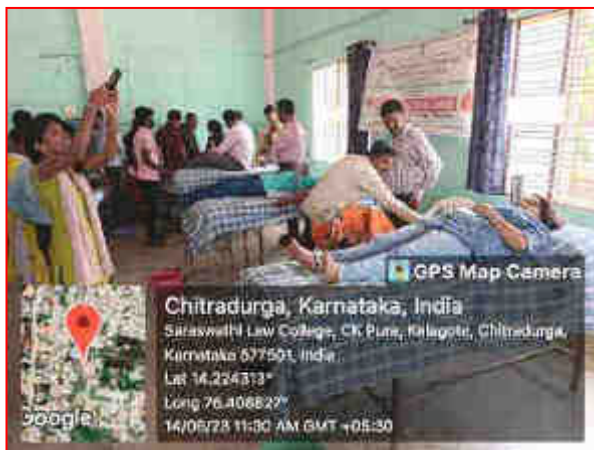 GPS Map Camera
Chitradurga, Karnataka, India
Saraswathi Law College, CK Pura, Kelagote, Chitradurga,
Karnataka 577501, India
Lat 14.224313°
Long 76.408827°
14/06/23 11:30 AM GMT +05:30
Google